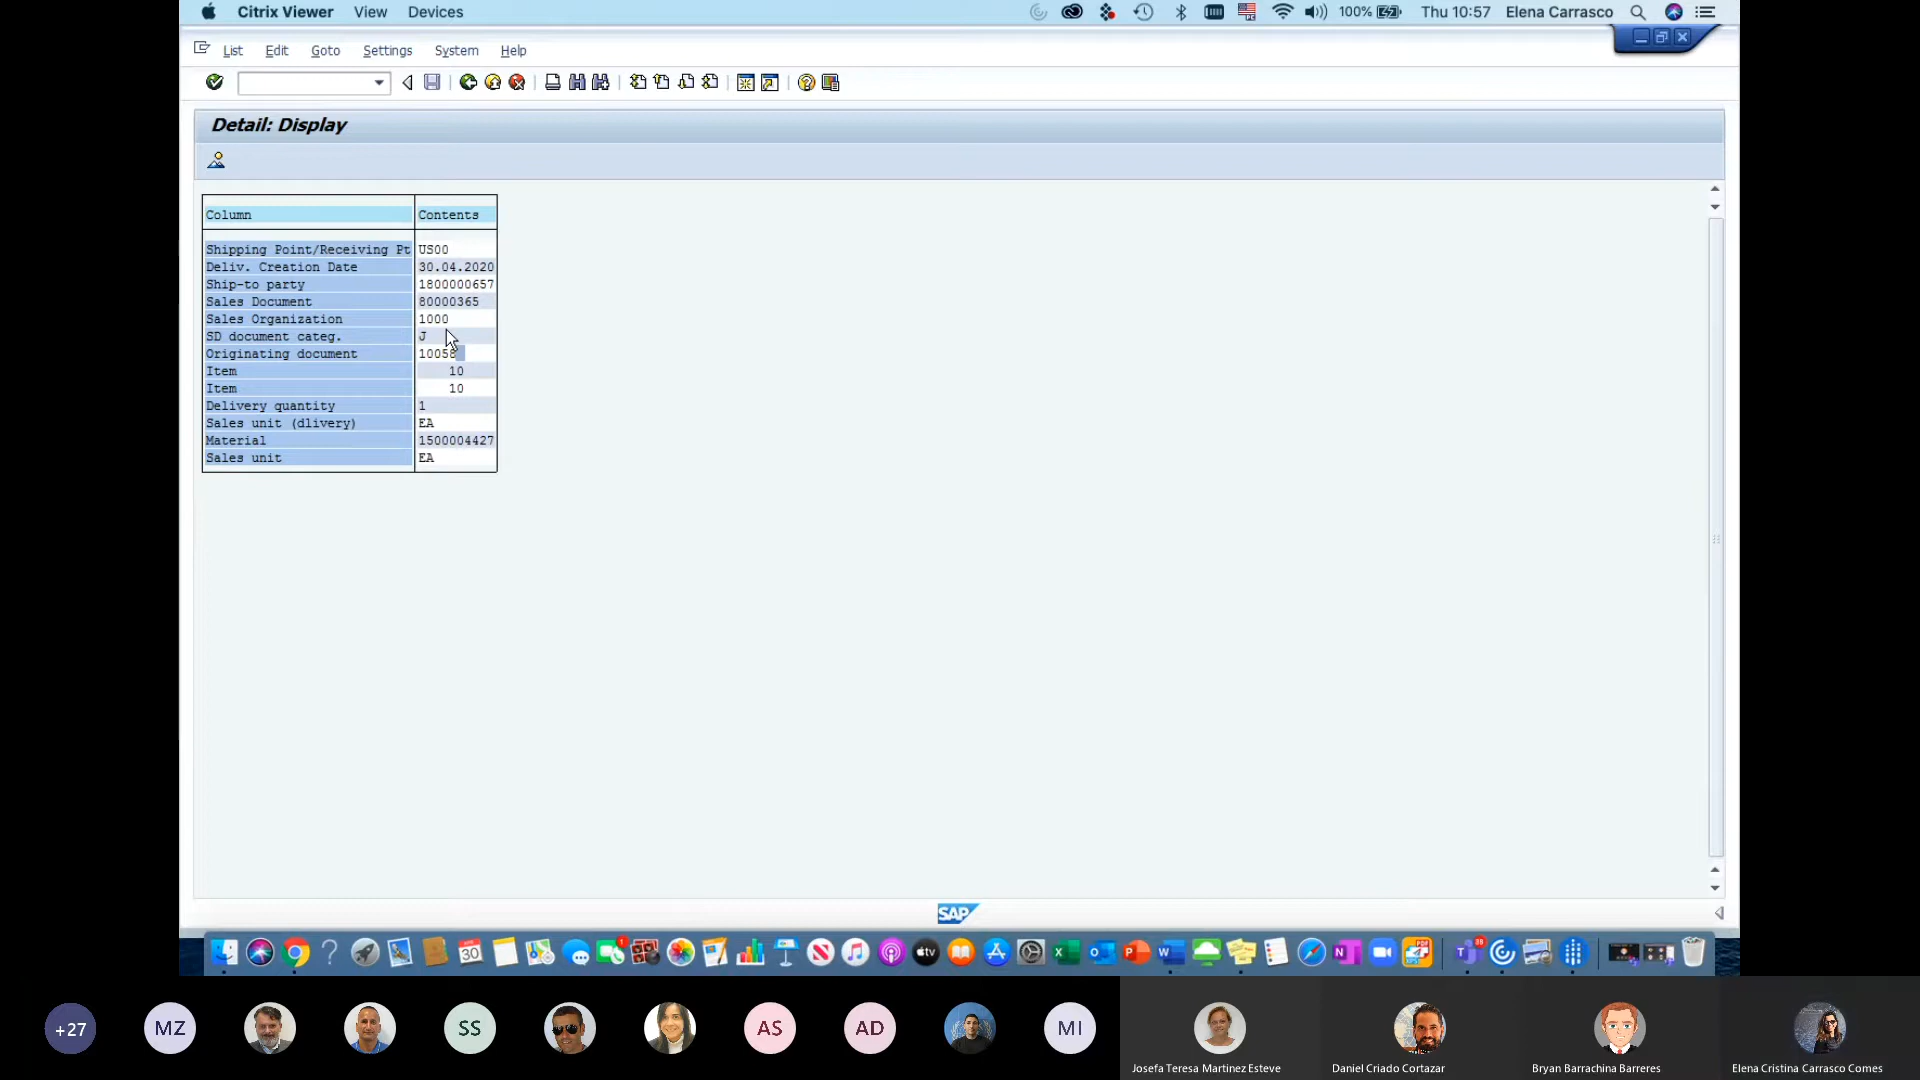 Citrix Viewer View Devices 100% Thu 10:57 Elena Carrasco
List Edit Goto Settings System Help
Detail: Display
Column Contents
Shipping Point/Receiving Pt US00
Deliv. Creation Date 30.04.2020
Ship-to party 1800000657
Sales Document 80000365
Sales Organization 1000
SD document categ. J
Originating document 10058
Item 10
Item 10
Delivery quantity 1
Sales unit (dlivery) EA
Material 1500004427
Sales unit EA
SAP
30 tv
+27 MZ SS AS AD MI
Josefa Teresa Martinez Esteve Daniel Criado Cortazar Bryan Barrachina Barreres Elena Cristina Carrasco Comes